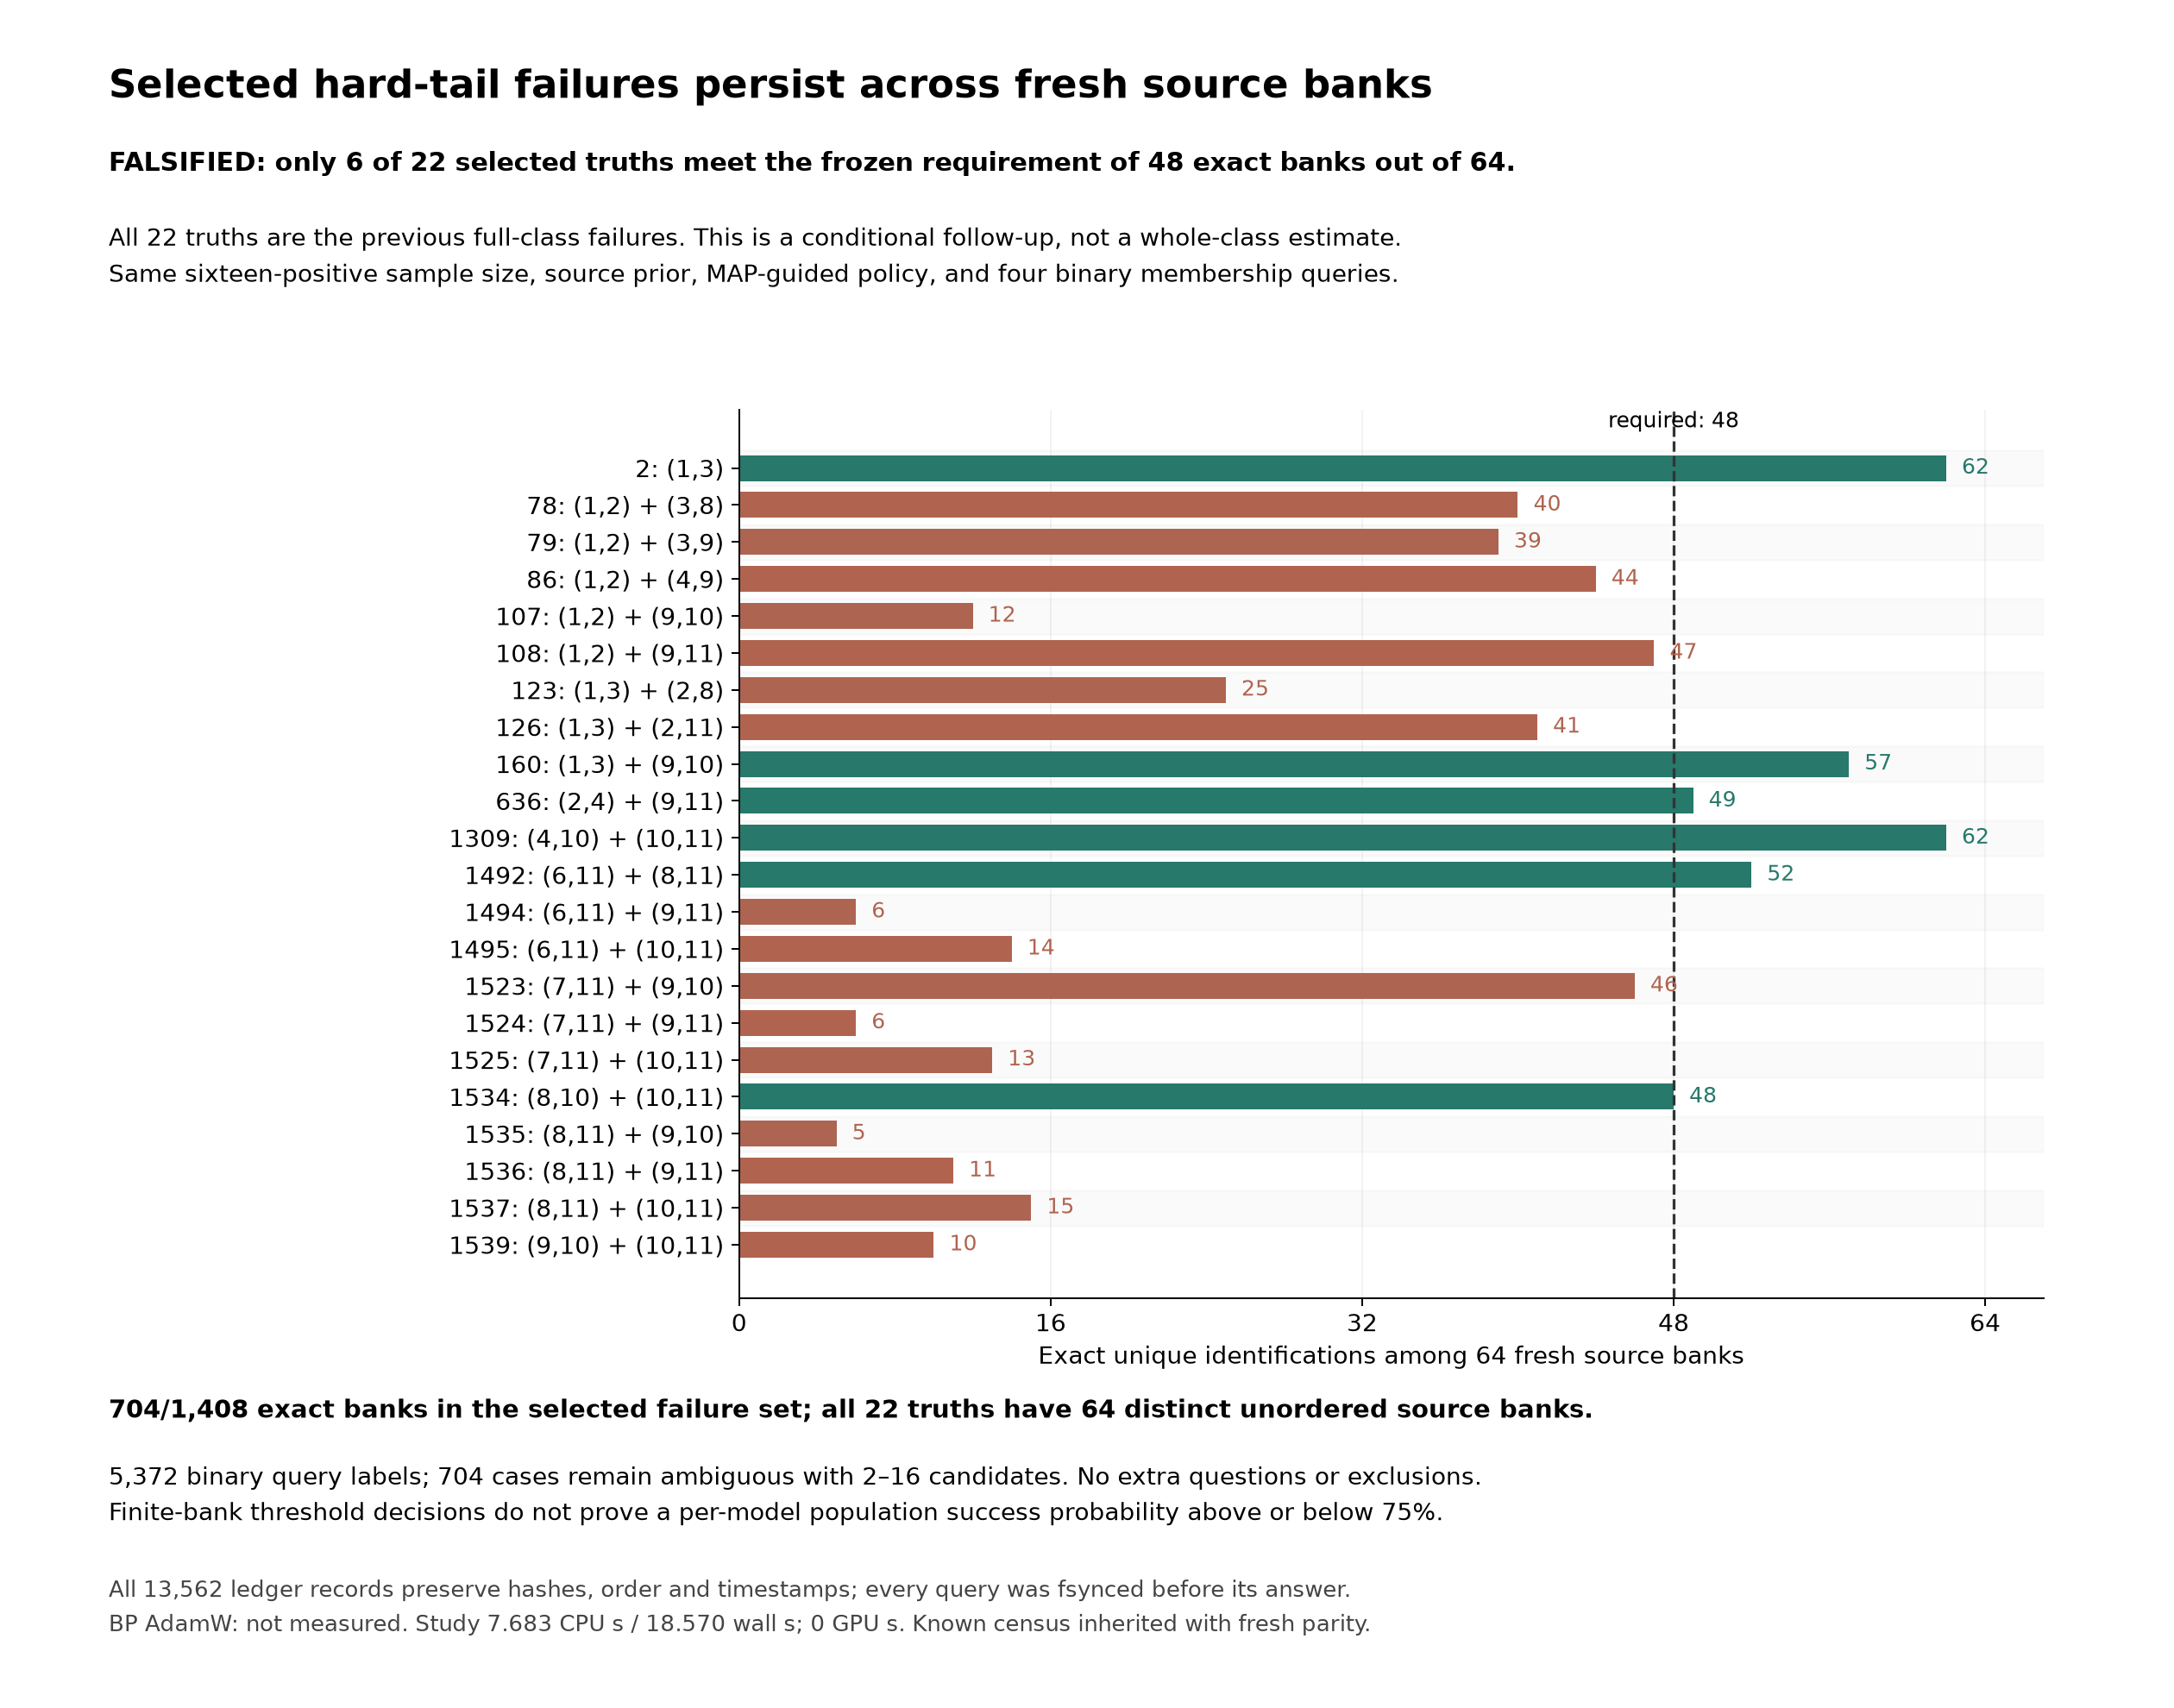 Selected hard-tail failures persist across fresh source banks
FALSIFIED: only 6 of 22 selected truths meet the frozen requirement of 48 exact banks out of 64.
All 22 truths are the previous full-class failures. This is a conditional follow-up, not a whole-class estimate.
Same sixteen-positive sample size, source prior, MAP-guided policy, and four binary membership queries.
required: 48
2: (1,3) 62
78: (1,2) + (3,8) 40
79: (1,2) + (3,9) 39
86: (1,2) + (4,9) 44
107: (1,2) + (9,10) 12
108: (1,2) + (9,11) 47
123: (1,3) + (2,8) 25
126: (1,3) + (2,11) 41
160: (1,3) + (9,10) 57
636: (2,4) + (9,11) 49
1309: (4,10) + (10,11) 62
1492: (6,11) + (8,11) 52
1494: (6,11) + (9,11) 6
1495: (6,11) + (10,11) 14
1523: (7,11) + (9,10) 46
1524: (7,11) + (9,11) 6
1525: (7,11) + (10,11) 13
1534: (8,10) + (10,11) 48
1535: (8,11) + (9,10) 5
1536: (8,11) + (9,11) 11
1537: (8,11) + (10,11) 15
1539: (9,10) + (10,11) 10
0 16 32 48 64
Exact unique identifications among 64 fresh source banks
704/1,408 exact banks in the selected failure set; all 22 truths have 64 distinct unordered source banks.
5,372 binary query labels; 704 cases remain ambiguous with 2–16 candidates. No extra questions or exclusions.
Finite-bank threshold decisions do not prove a per-model population success probability above or below 75%.
All 13,562 ledger records preserve hashes, order and timestamps; every query was fsynced before its answer.
BP AdamW: not measured. Study 7.683 CPU s / 18.570 wall s; 0 GPU s. Known census inherited with fresh parity.